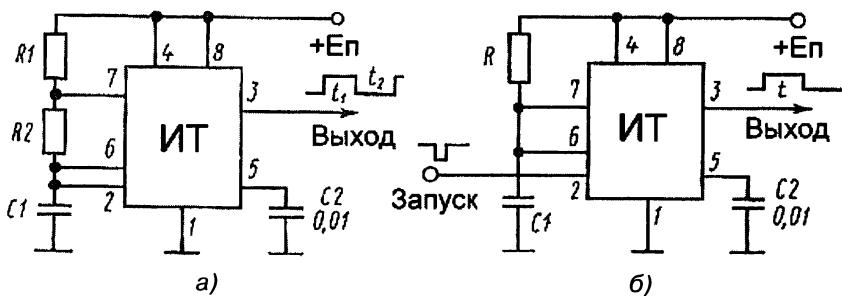 +Eп
R1
4
8
7
3
t₁
t₂
R2
ИТ
Выход
6
5
2
C1
1
C2
0,01
а)
+Eп
R
4
8
7
3
t
ИТ
Выход
6
5
Запуск
2
C1
1
C2
0,01
б)